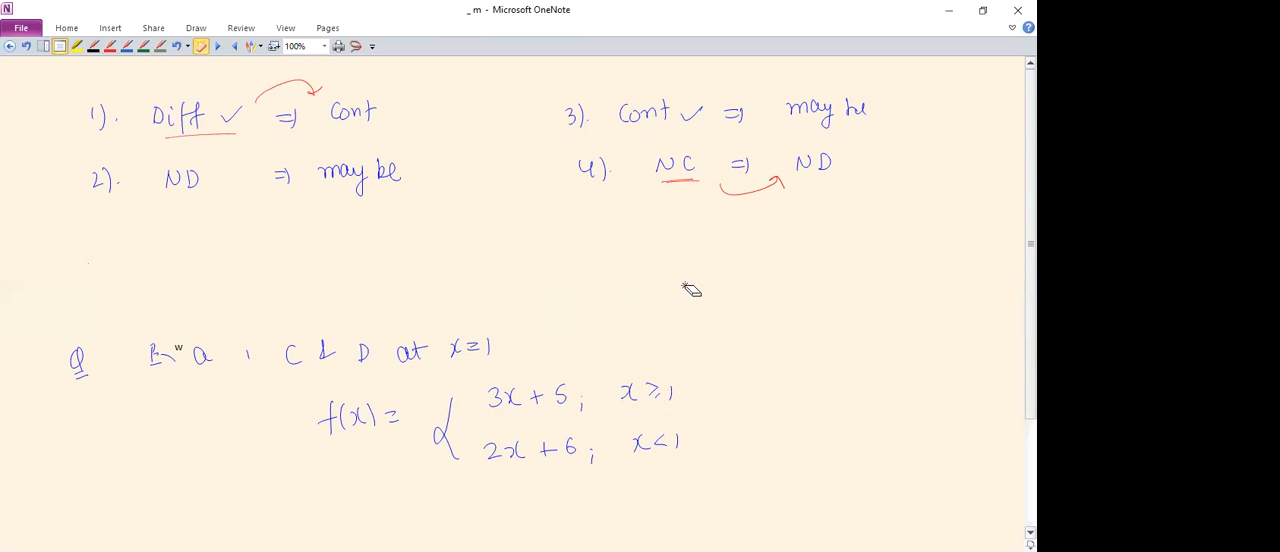 _ m - Microsoft OneNote
File Home Insert Share Draw Review View Pages
100%
1). Diff ✓ ⇒ Cont
3). Cont ✓ ⇒ may be
2). ND ⇒ may be
4). NC ⇒ ND
Q a , C & D at x=1
f(x) = { 3x + 5 ; x ≥ 1
2x + 6 ; x < 1